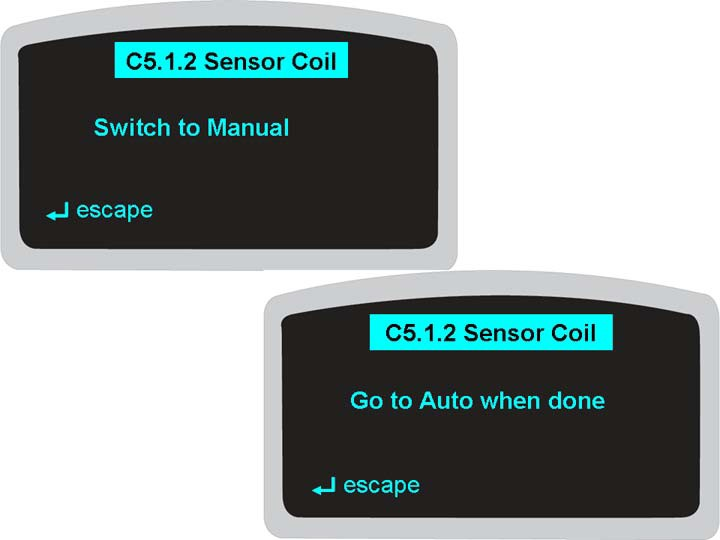 C5.1.2 Sensor Coil
Switch to Manual
↵ escape
C5.1.2 Sensor Coil
Go to Auto when done
↵ escape